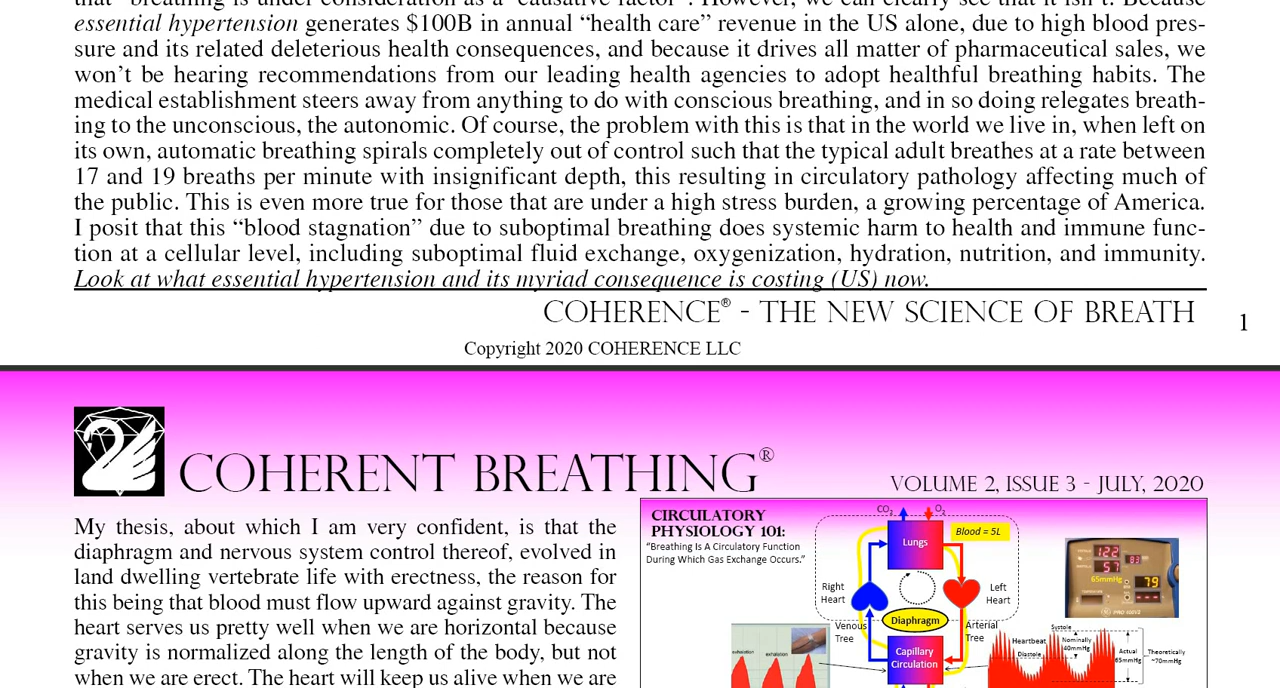 that "breathing is under consideration as a "causative factor". However, we can clearly see that it isn't. Because
essential hypertension generates $100B in annual “health care” revenue in the US alone, due to high blood pres-
sure and its related deleterious health consequences, and because it drives all matter of pharmaceutical sales, we
won’t be hearing recommendations from our leading health agencies to adopt healthful breathing habits. The
medical establishment steers away from anything to do with conscious breathing, and in so doing relegates breath-
ing to the unconscious, the autonomic. Of course, the problem with this is that in the world we live in, when left on
its own, automatic breathing spirals completely out of control such that the typical adult breathes at a rate between
17 and 19 breaths per minute with insignificant depth, this resulting in circulatory pathology affecting much of
the public. This is even more true for those that are under a high stress burden, a growing percentage of America.
I posit that this “blood stagnation” due to suboptimal breathing does systemic harm to health and immune func-
tion at a cellular level, including suboptimal fluid exchange, oxygenization, hydration, nutrition, and immunity.
Look at what essential hypertension and its myriad consequence is costing (US) now.
COHERENCE® - THE NEW SCIENCE OF BREATH
1
Copyright 2020 COHERENCE LLC
COHERENT BREATHING®
VOLUME 2, ISSUE 3 - JULY, 2020
My thesis, about which I am very confident, is that the
diaphragm and nervous system control thereof, evolved in
land dwelling vertebrate life with erectness, the reason for
this being that blood must flow upward against gravity. The
heart serves us pretty well when we are horizontal because
gravity is normalized along the length of the body, but not
when we are erect. The heart will keep us alive when we are
CIRCULATORY
PHYSIOLOGY 101:
“Breathing Is A Circulatory Function
During Which Gas Exchange Occurs.”
CO2
O2
Blood = 5L
Lungs
Right
Heart
Left
Heart
Diaphragm
Venous
Tree
Arterial
Tree
Capillary
Circulation
122
57
83
65mmHg
79
exhalation
exhalation
Systole
Heartbeat
Diastole
Nominally
40mmHg
Actual
65mmHg
Theoretically
~70mmHg